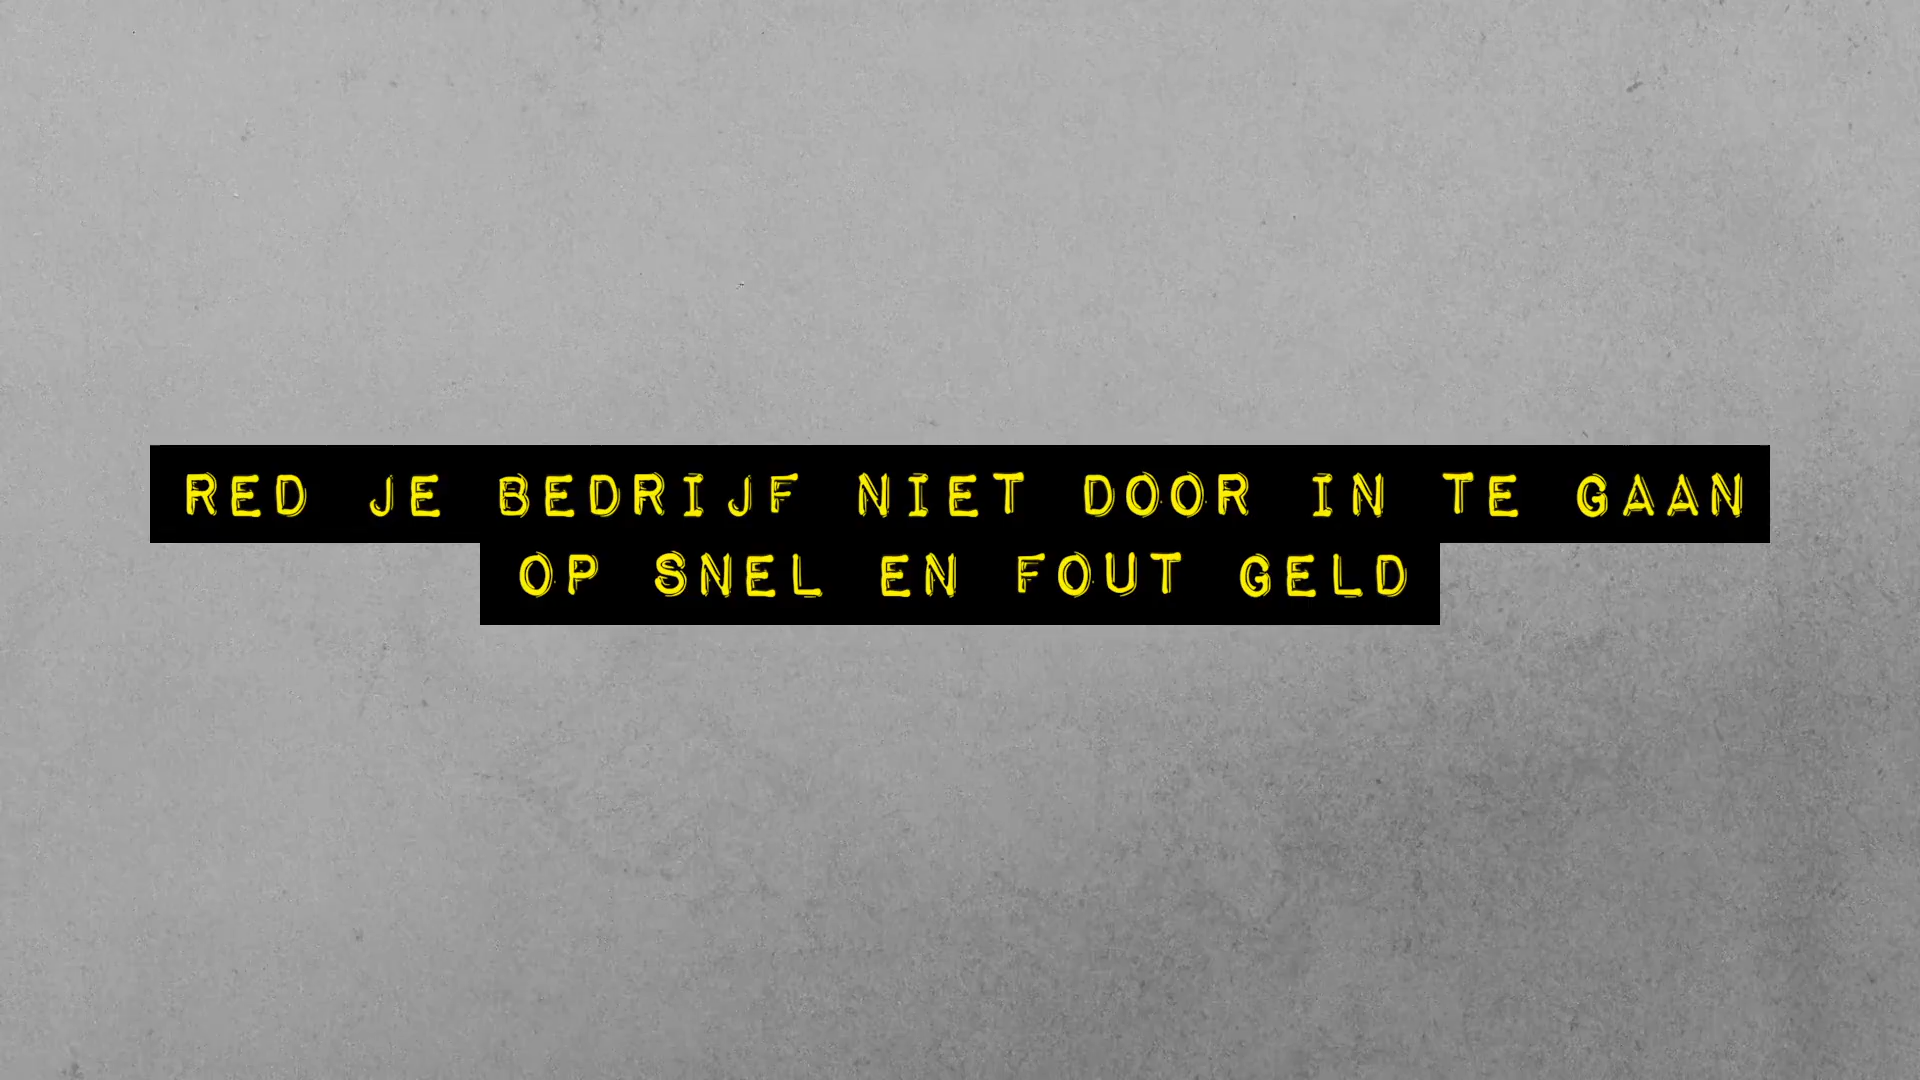 RED JE BEDRIJF NIET DOOR IN TE GAAN
OP SNEL EN FOUT GELD